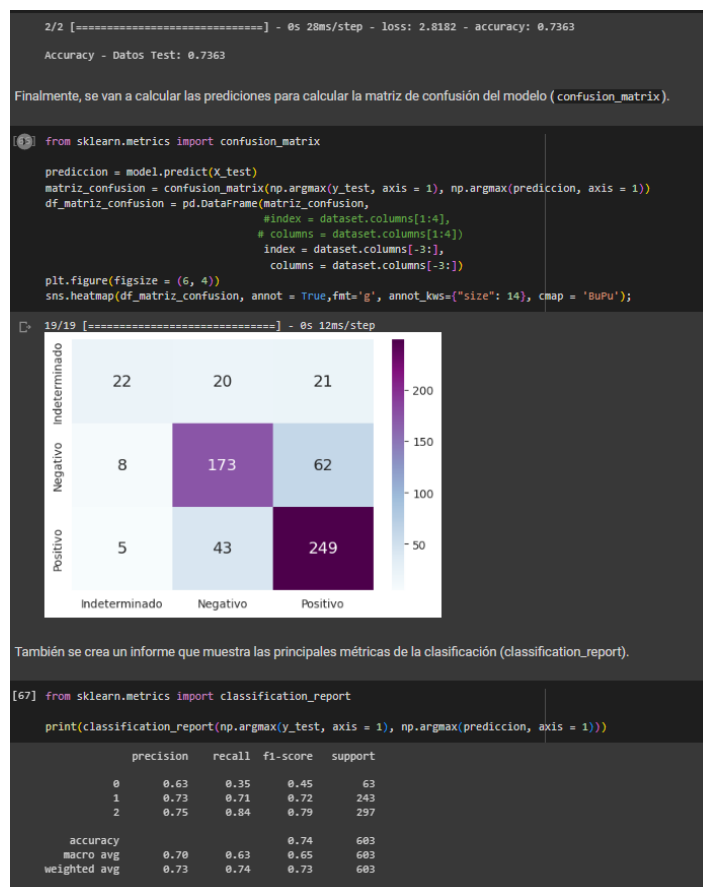 2/2 [==============================] - 0s 28ms/step - loss: 2.8182 - accuracy: 0.7363
Accuracy - Datos Test: 0.7363
Finalmente, se van a calcular las prediciones para calcular la matriz de confusión del modelo (confusion_matrix).
from sklearn.metrics import confusion_matrix
prediccion = model.predict(X_test)
matriz_confusion = confusion_matrix(np.argmax(y_test, axis = 1), np.argmax(prediccion, axis = 1))
df_matriz_confusion = pd.DataFrame(matriz_confusion,
#index = dataset.columns[1:4],
# columns = dataset.columns[1:4])
index = dataset.columns[-3:],
columns = dataset.columns[-3:])
plt.figure(figsize = (6, 4))
sns.heatmap(df_matriz_confusion, annot = True,fmt='g', annot_kws={"size": 14}, cmap = 'BuPu');
19/19 [==============================] - 0s 12ms/step
Indeterminado 22 20 21
Negativo 8 173 62
Positivo 5 43 249
Indeterminado Negativo Positivo
200
150
100
50
También se crea un informe que muestra las principales métricas de la clasificación (classification_report).
[67] from sklearn.metrics import classification_report
print(classification_report(np.argmax(y_test, axis = 1), np.argmax(prediccion, axis = 1)))
precision recall f1-score support
0 0.63 0.35 0.45 63
1 0.73 0.71 0.72 243
2 0.75 0.84 0.79 297
accuracy 0.74 603
macro avg 0.70 0.63 0.65 603
weighted avg 0.73 0.74 0.73 603